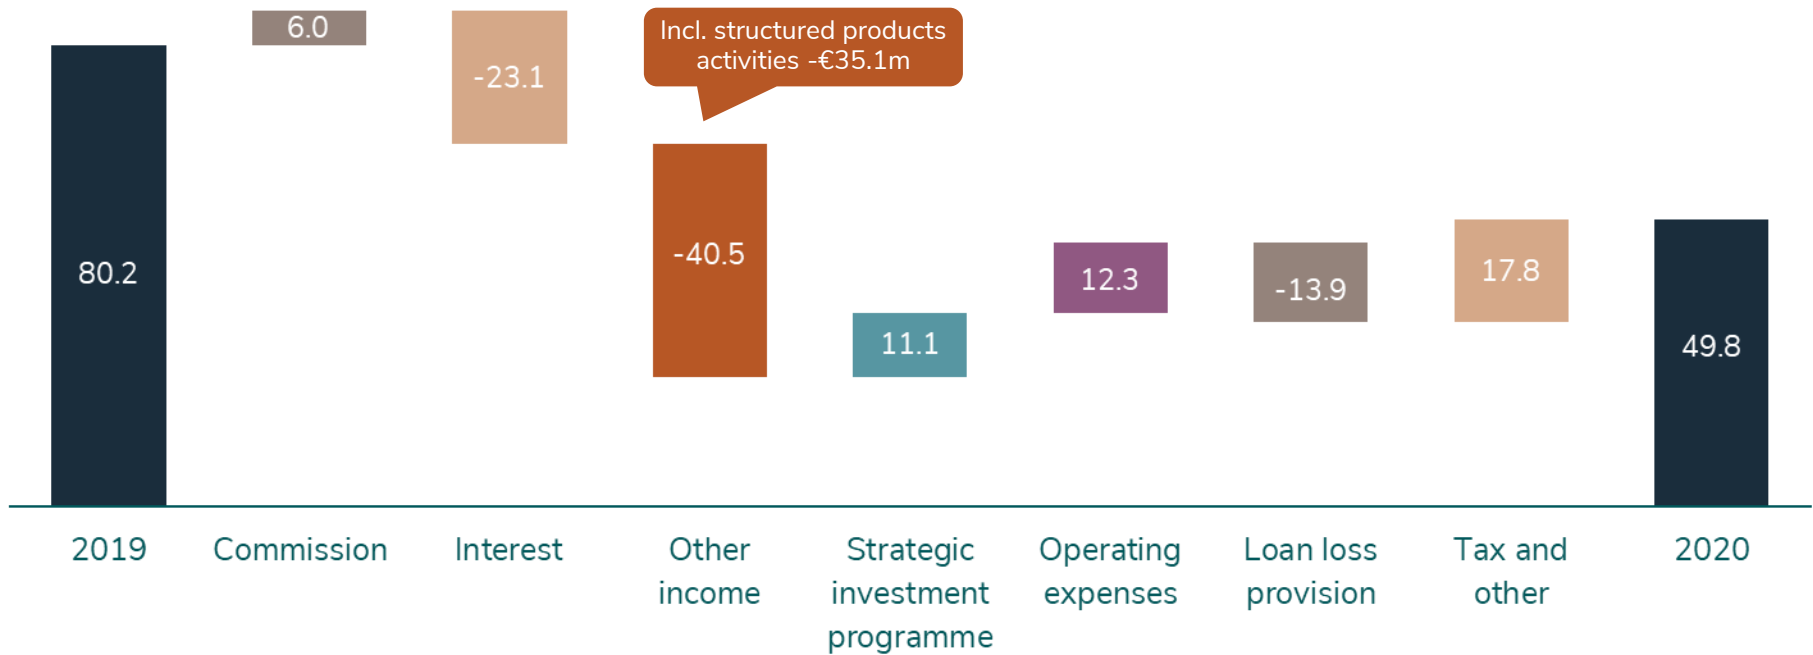 6.0
-23.1
Incl. structured products
activities -€35.1m
80.2
-40.5
11.1
12.3
-13.9
17.8
49.8
2019
Commission
Interest
Other
income
Strategic
investment
programme
Operating
expenses
Loan loss
provision
Tax and
other
2020